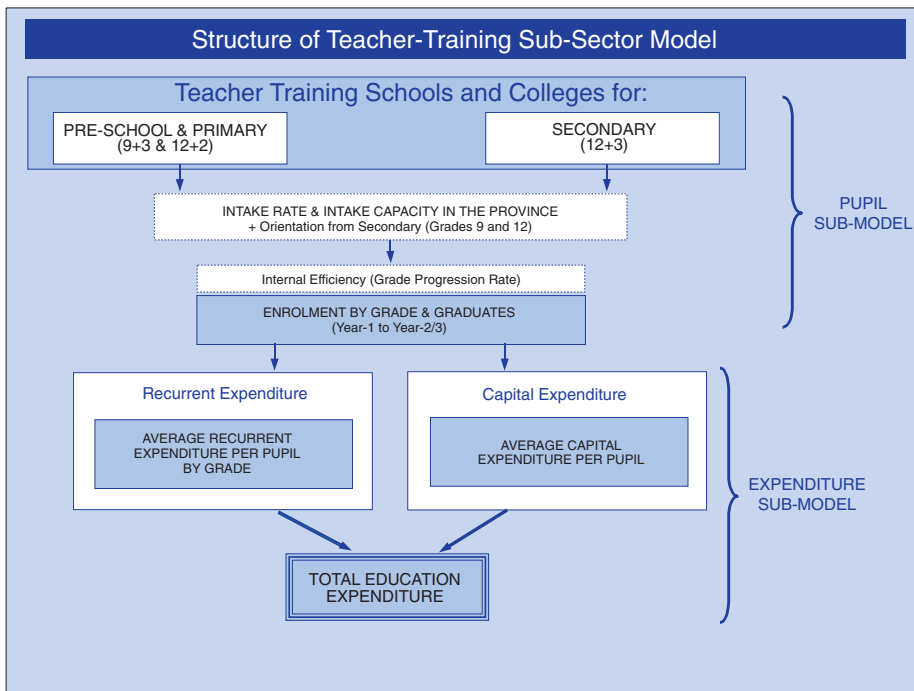 Structure of Teacher-Training Sub-Sector Model
Teacher Training Schools and Colleges for:
PRE-SCHOOL & PRIMARY
(9+3 & 12+2)
SECONDARY
(12+3)
INTAKE RATE & INTAKE CAPACITY IN THE PROVINCE
+ Orientation from Secondary (Grades 9 and 12)
PUPIL
SUB-MODEL
Internal Efficiency (Grade Progression Rate)
ENROLMENT BY GRADE & GRADUATES
(Year-1 to Year-2/3)
Recurrent Expenditure
AVERAGE RECURRENT
EXPENDITURE PER PUPIL
BY GRADE
Capital Expenditure
AVERAGE CAPITAL
EXPENDITURE PER PUPIL
EXPENDITURE
SUB-MODEL
TOTAL EDUCATION
EXPENDITURE